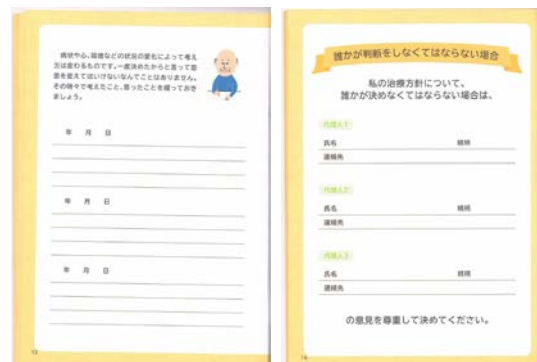 病状や心、段階などの状況の変化によって考え
方は変わるものです。一度決めたからと言って意
思を変えてはいけないなんてことはありません。
その時々で考えたこと、思ったことを綴っておき
ましょう。
年 月 日
年 月 日
年 月 日
12
誰かが判断をしなくてはならない場合
私の治療方針について、
誰かが決めなくてはならない場合は、
代理人1
氏名 続柄
連絡先
代理人2
氏名 続柄
連絡先
代理人3
氏名 続柄
連絡先
の意見を尊重して決めてください。